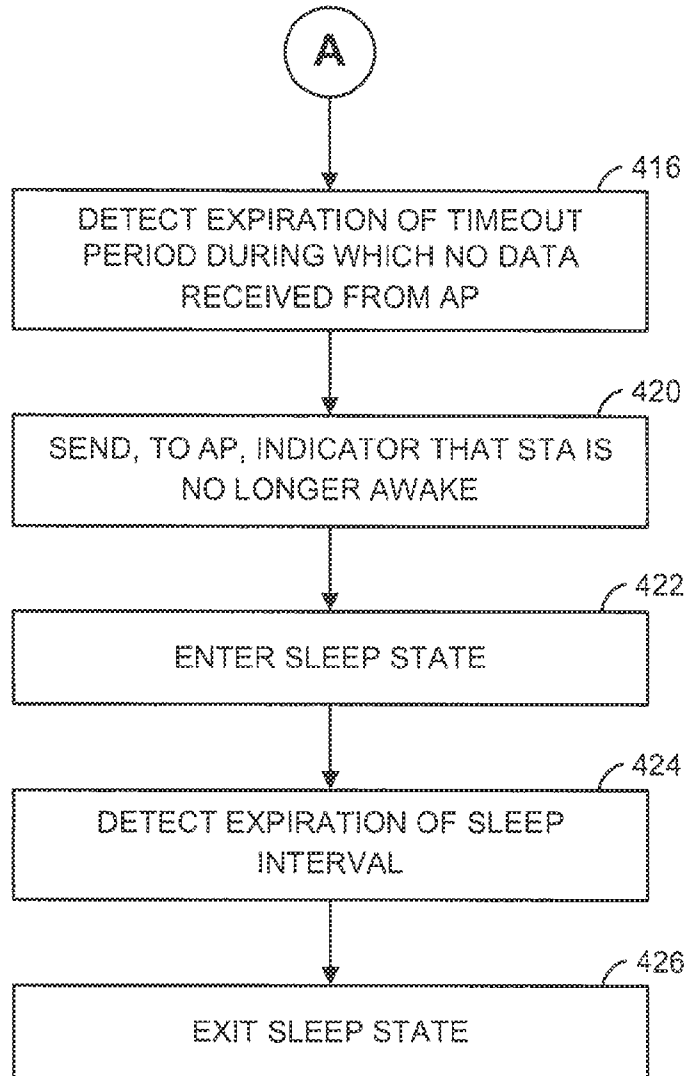 A
416
DETECT EXPIRATION OF TIMEOUT
PERIOD DURING WHICH NO DATA
RECEIVED FROM AP
420
SEND, TO AP, INDICATOR THAT STA IS
NO LONGER AWAKE
422
ENTER SLEEP STATE
424
DETECT EXPIRATION OF SLEEP
INTERVAL
426
EXIT SLEEP STATE